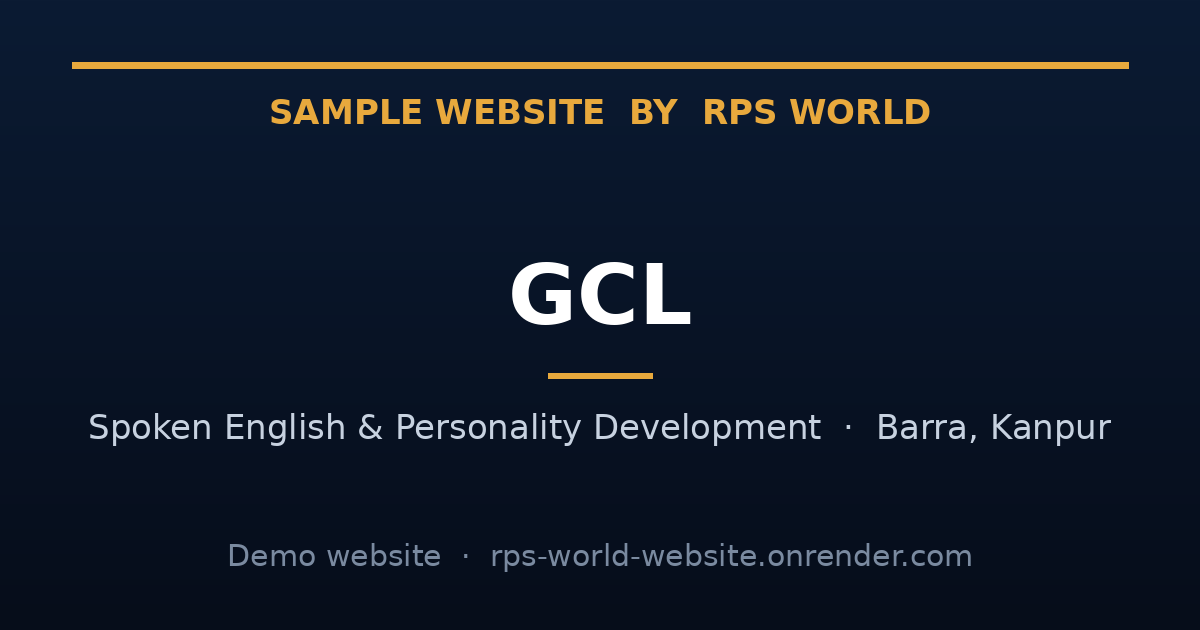 SAMPLE WEBSITE BY RPS WORLD
GCL
Spoken English & Personality Development · Barra, Kanpur
Demo website · rps-world-website.onrender.com